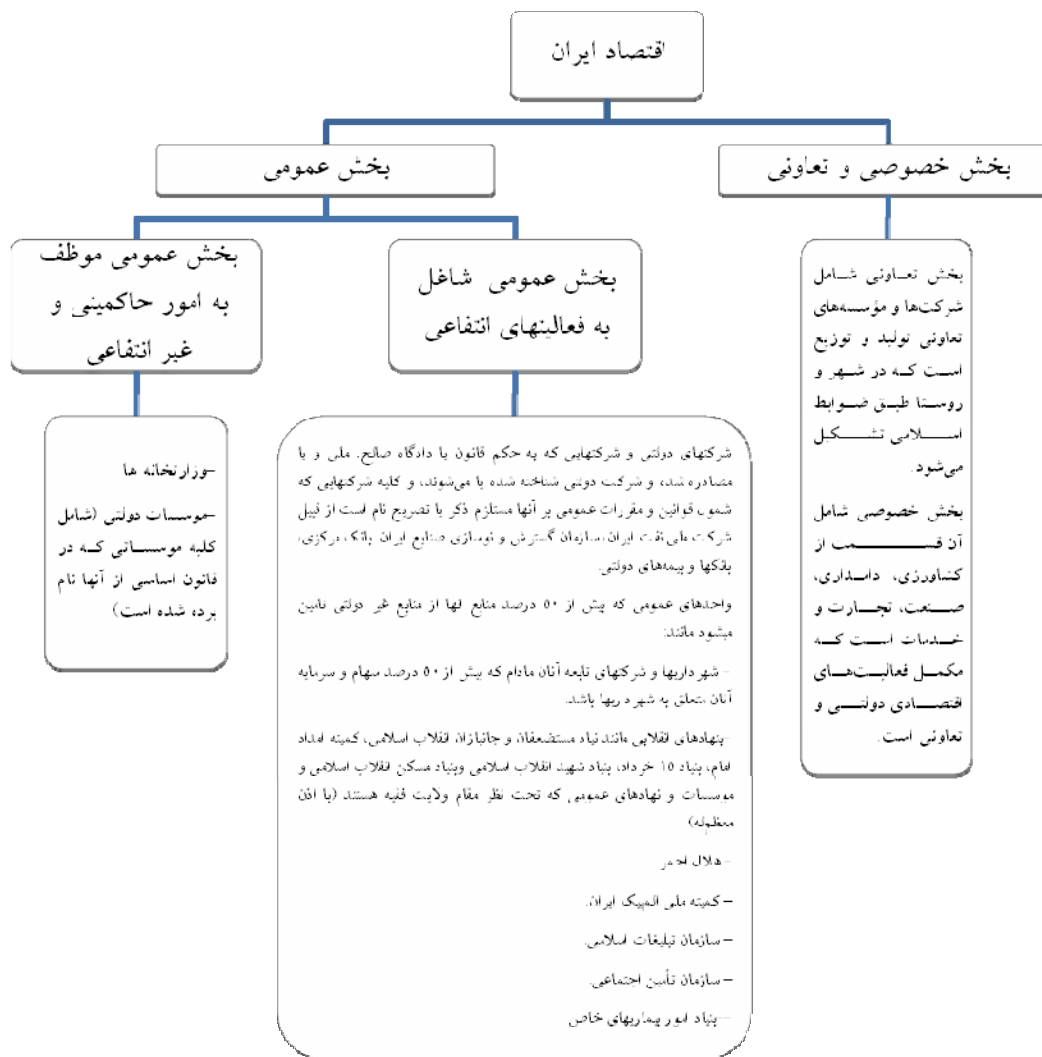 اقتصاد ایران
بخش خصوصی و تعاونی
بخش عمومی
بخش تعاونی شامل
شرکت‌ها و مؤسسه‌های
تعاونی تولید و توزیع
است که در شهر و
روستا طبق ضوابط
اسلامی تشکیل
می‌شود.
بخش خصوصی شامل
آن قسمت از
کشاورزی، دامداری،
صنعت، تجارت و
خدمات است که
مکمل فعالیت‌های
اقتصادی دولتی و
تعاونی است.
بخش عمومی شاغل
به فعالیتهای انتفاعی
شرکتهای دولتی و شرکتهایی که به حکم قانون یا دادگاه صالح، ملی و یا
مصادره شد، و شرکت دولتی شناخته شده یا می‌شوند، و کلیه شرکتهایی که
شمول قوانین و مقررات عمومی بر آنها مستلزم ذکر یا تصریح نام است از قبیل
شرکت ملی نفت ایران، سازمان گسترش و نوسازی صنایع ایران، بانک مرکزی،
بانکها و بیمه‌های دولتی.
واحدهای عمومی که بیش از ۵۰ درصد منابع آنها از منابع غیر دولتی تامین
میشود مانند:
– شهرداریها و شرکتهای تابعه آنان مادام که بیش از ۵۰ درصد سهام و سرمایه
آنان متعلق به شهرداریها باشد.
–نهادهای انقلابی مانند بنیاد مستضعفان و جانبازان انقلاب اسلامی، کمیته امداد
امام، بنیاد ۱۵ خرداد، بنیاد شهید انقلاب اسلامی وبنیاد مسکن انقلاب اسلامی و
موسسات و نهادهای عمومی که تحت نظر مقام ولایت فقیه هستند (با اذن
معظم‌له)
– هلال احمر
– کمیته ملی المپیک ایران.
– سازمان تبلیغات اسلامی.
– سازمان تأمین اجتماعی.
–بنیاد امور بیماریهای خاص
بخش عمومی موظف
به امور حاکمیتی و
غیر انتفاعی
–وزارتخانه ها
–موسسات دولتی (شامل
کلیه موسساتی که در
قانون اساسی از آنها نام
برده شده است)